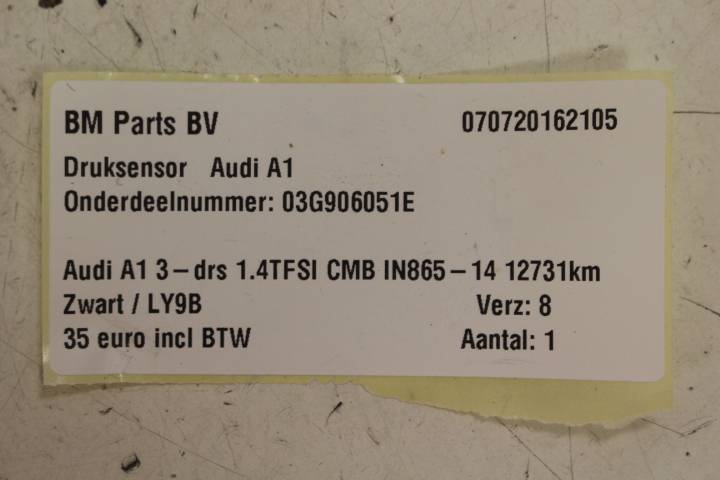 BM Parts BV 070720162105
Druksensor Audi A1
Onderdeelnummer: 03G906051E
Audi A1 3-drs 1.4TFSI CMB IN865-14 12731km
Zwart / LY9B Verz: 8
35 euro incl BTW Aantal: 1